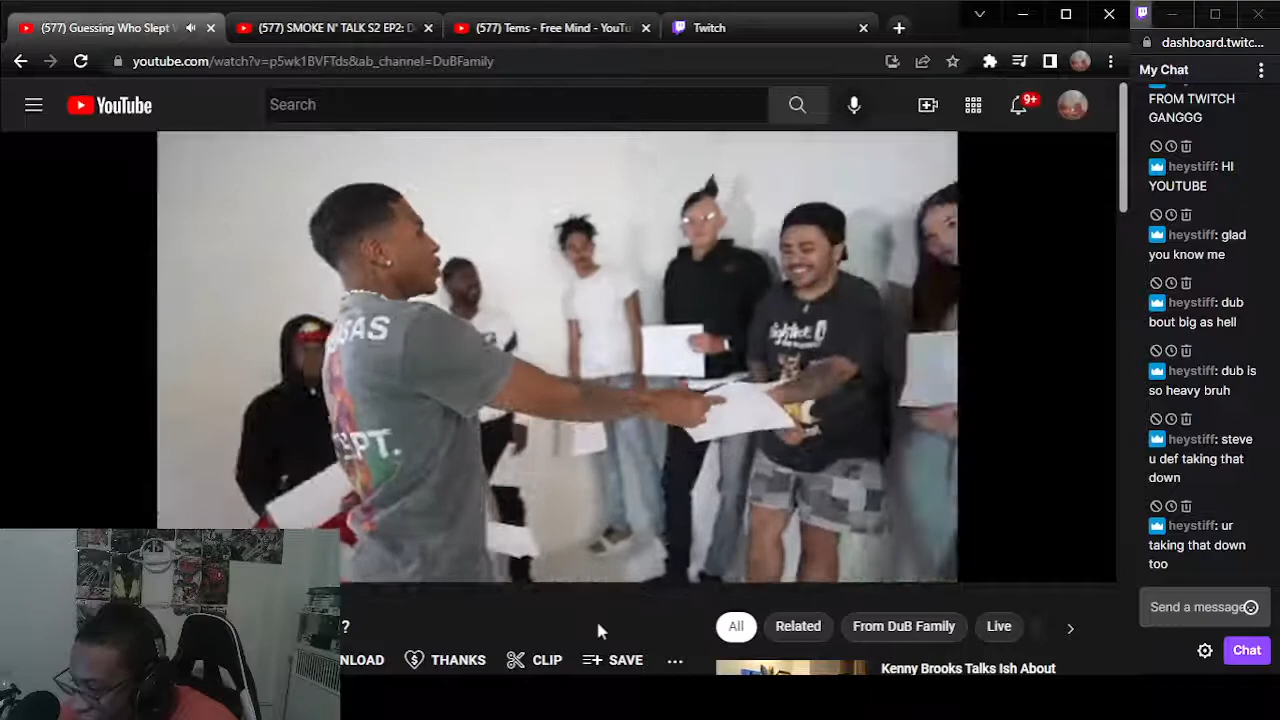 (577) Guessing Who Slept W
(577) SMOKE N' TALK S2 EP2: D
(577) Tems - Free Mind - YouTu
Twitch
youtube.com/watch?v=p5wk1BVFTds&ab_channel=DuBFamily
dashboard.twitc...
YouTube
Search
9+
My Chat
FROM TWITCH
GANGGG
heystiff: HI
YOUTUBE
heystiff: glad
you know me
heystiff: dub
bout big as hell
heystiff: dub is
so heavy bruh
heystiff: steve
u def taking that
down
heystiff: ur
taking that down
too
Send a message
Chat
?
NLOAD
THANKS
CLIP
SAVE
...
All
Related
From DuB Family
Live
Kenny Brooks Talks Ish About